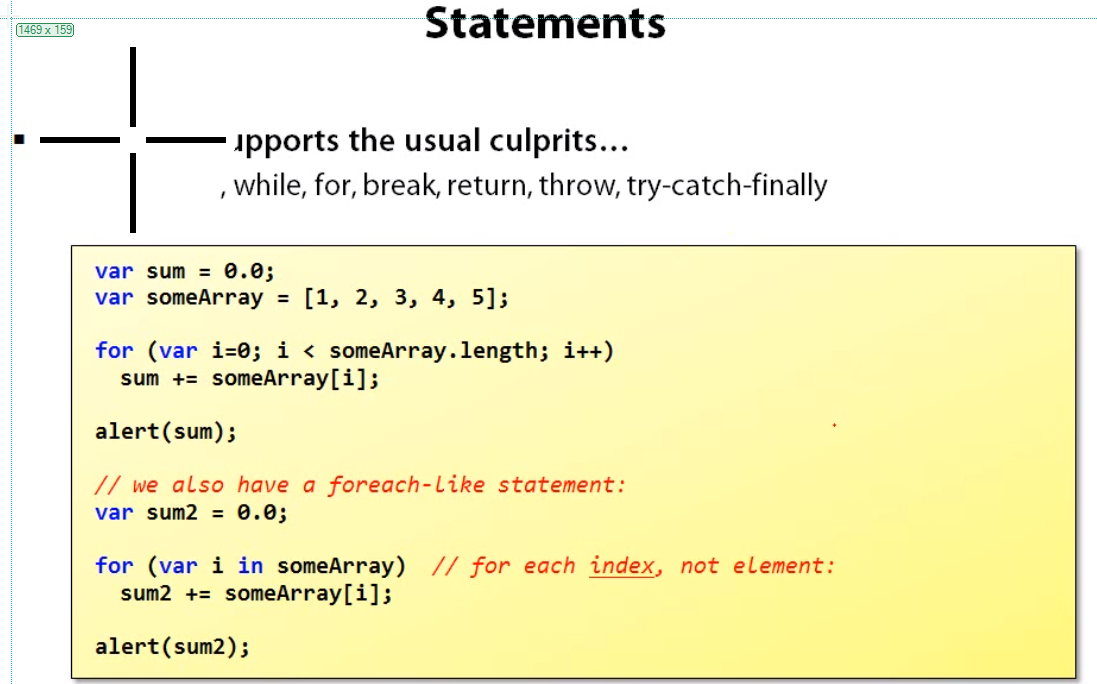 1469 x 159
Statements
upports the usual culprits...
, while, for, break, return, throw, try-catch-finally
var sum = 0.0;
var someArray = [1, 2, 3, 4, 5];
for (var i=0; i < someArray.length; i++)
sum += someArray[i];
alert(sum);
// we also have a foreach-like statement:
var sum2 = 0.0;
for (var i in someArray) // for each index, not element:
sum2 += someArray[i];
alert(sum2);